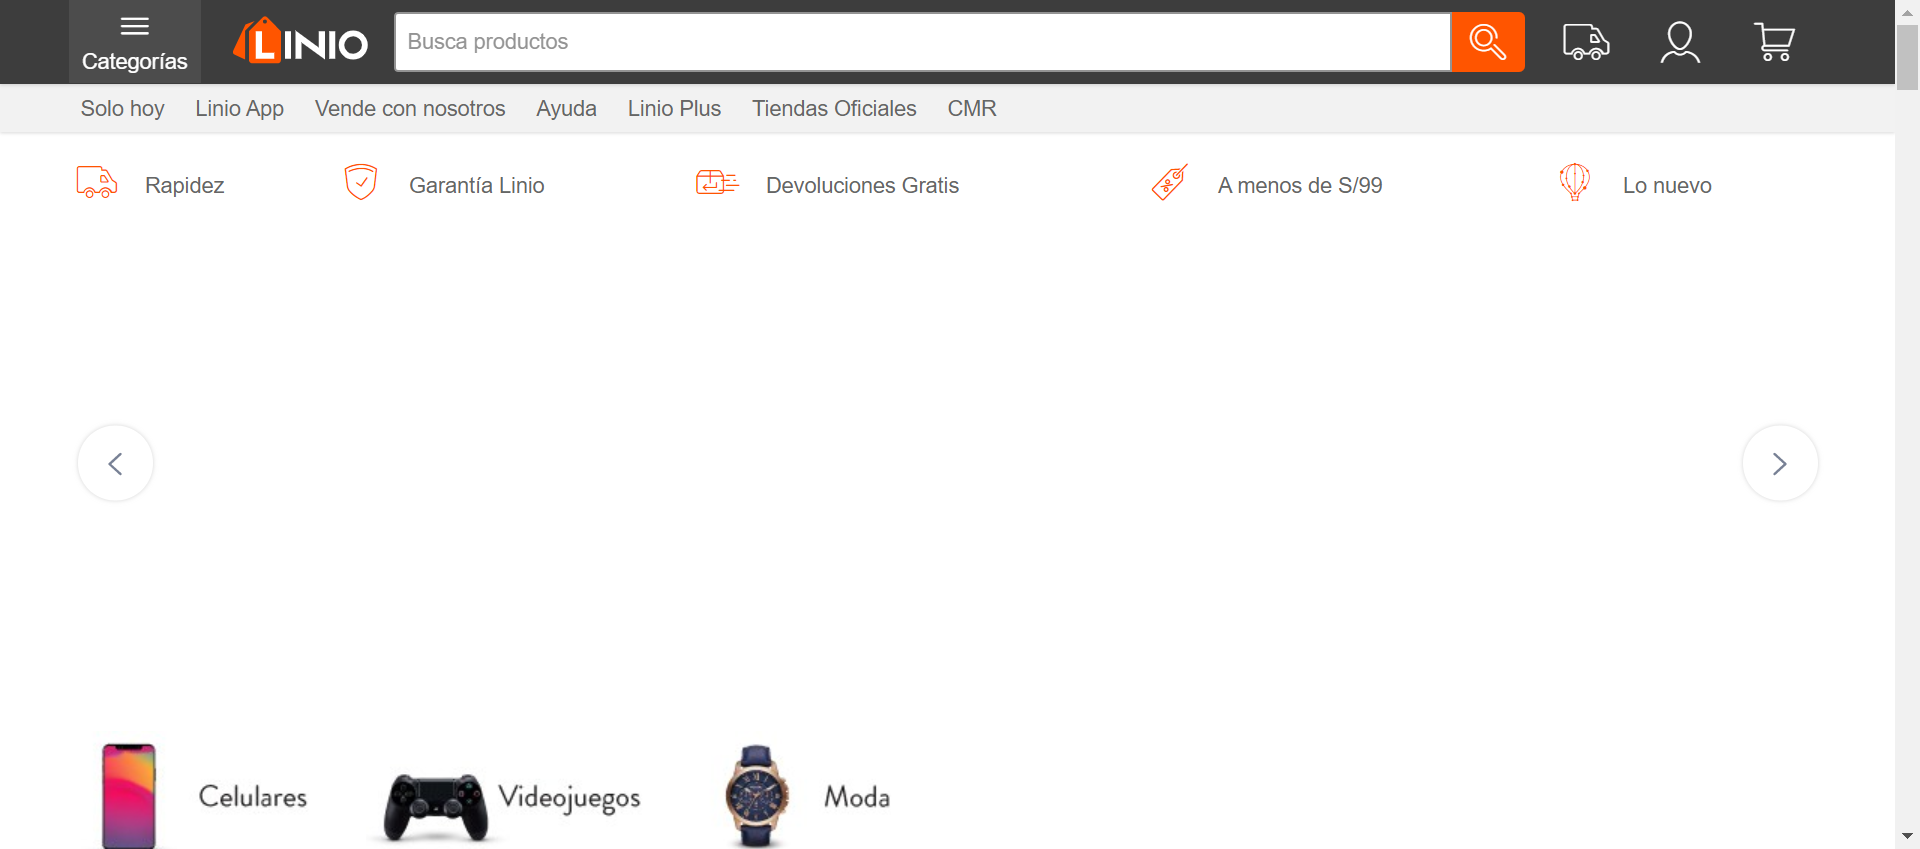 Categorías
LINIO
Busca productos
Solo hoy
Linio App
Vende con nosotros
Ayuda
Linio Plus
Tiendas Oficiales
CMR
Rapidez
Garantía Linio
Devoluciones Gratis
A menos de S/99
Lo nuevo
Celulares
Videojuegos
Moda